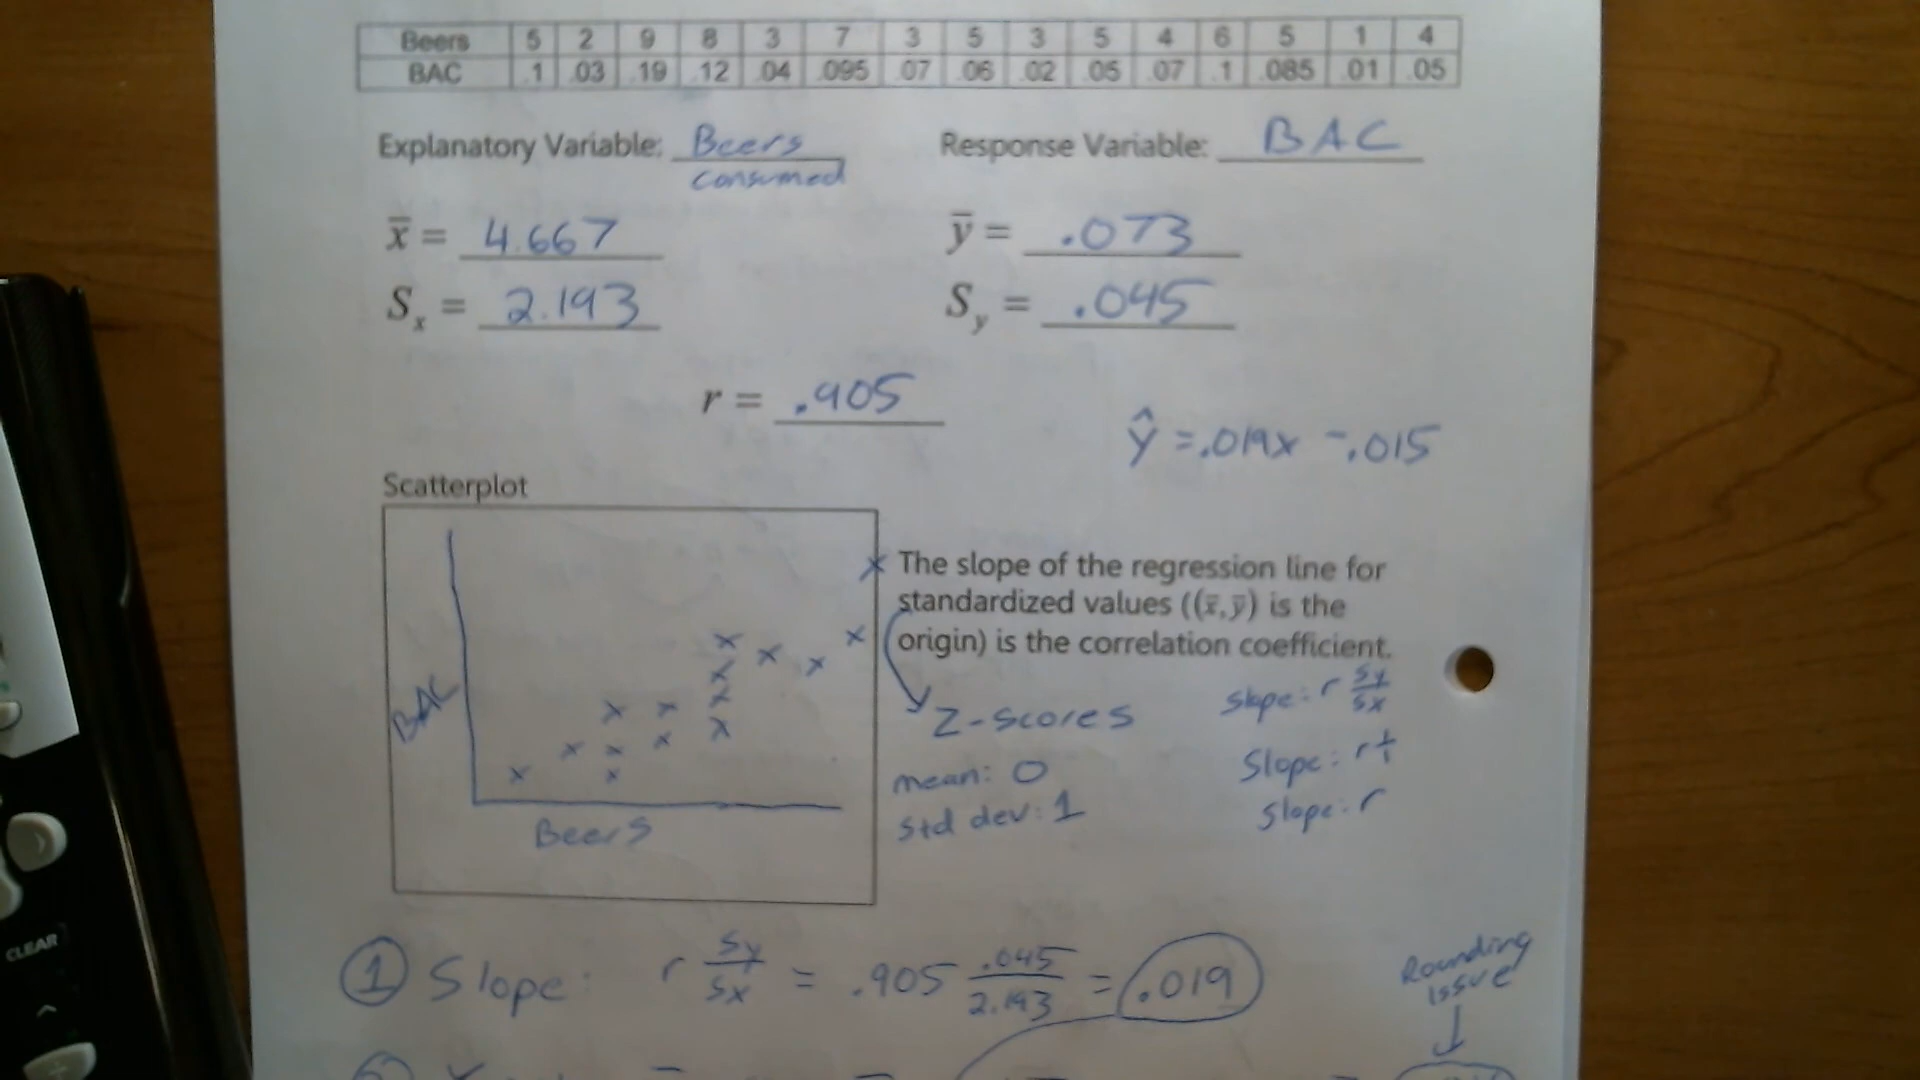 Beers 5 2 9 8 3 7 3 5 3 5 4 6 5 1 4
BAC .1 .03 .19 .12 .04 .095 .07 .06 .02 .05 .07 .1 .085 .01 .05
Explanatory Variable: Beers consumed Response Variable: BAC
x̄ = 4.667 ȳ = .073
Sx = 2.193 Sy = .045
r = .905
ŷ = .019x - .015
Scatterplot
The slope of the regression line for
standardized values ((x̄,ȳ) is the
origin) is the correlation coefficient.
Z-scores
mean: 0
std dev: 1
Slope: r Sy/Sx
Slope: r 1/1
Slope: r
BAC
Beers
① Slope: r Sy/Sx = .905 .045/2.193 = .019
Rounding
issue
CLEAR